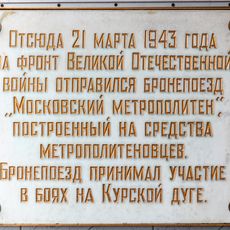 Отсюда 21 марта 1943 года
на фронт Великой Отечественной
войны отправился бронепоезд
„Московский метрополитен",
построенный на средства
метрополитеновцев.
Бронепоезд принимал участие
в боях на Курской дуге.